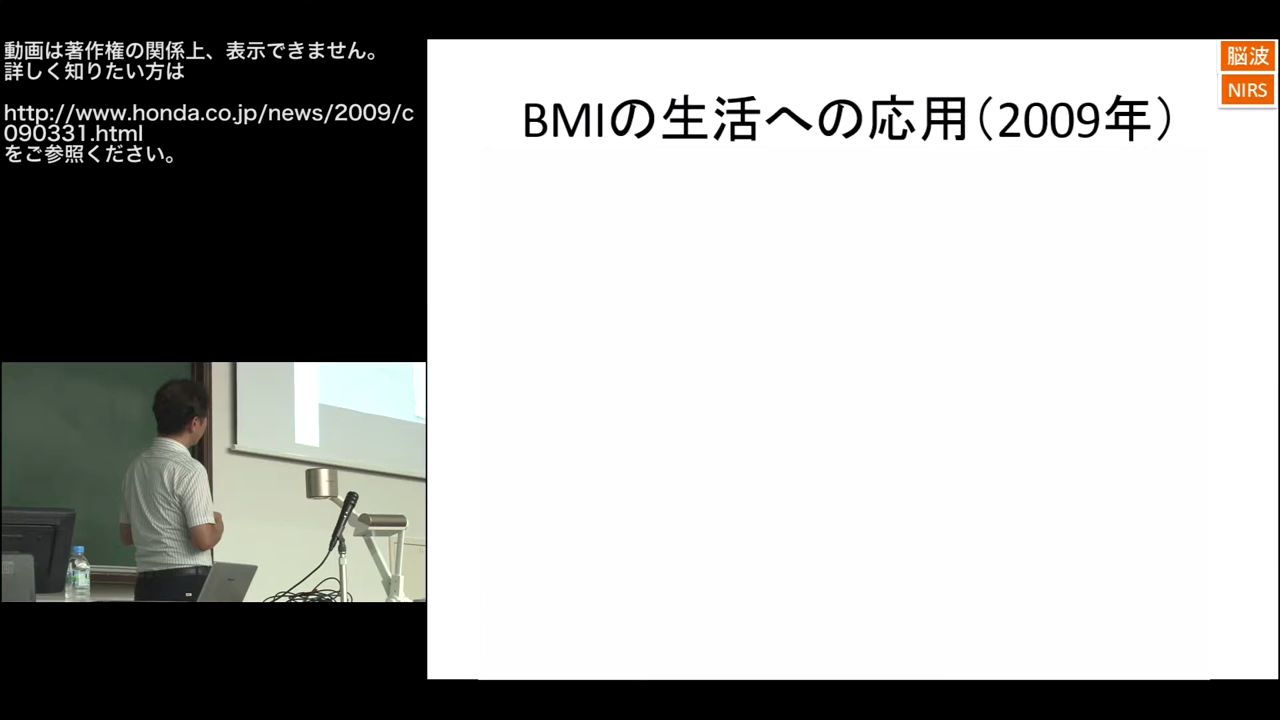 動画は著作権の関係上、表示できません。
詳しく知りたい方は
http://www.honda.co.jp/news/2009/c
090331.html
をご参照ください。
脳波
NIRS
BMIの生活への応用（2009年）